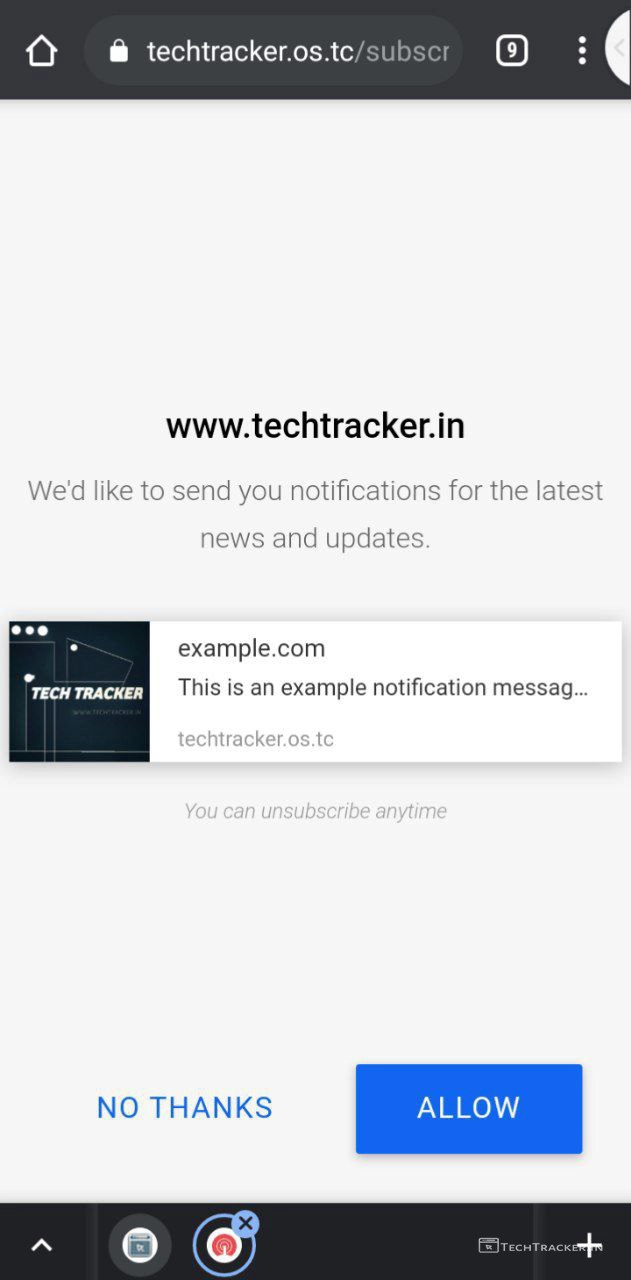 techtracker.os.tc/subscr
9
www.techtracker.in
We'd like to send you notifications for the latest
news and updates.
TECH TRACKER
WWW.TECHTRACKER.IN
example.com
This is an example notification messag...
techtracker.os.tc
You can unsubscribe anytime
NO THANKS
ALLOW
TECHTRACKER.IN